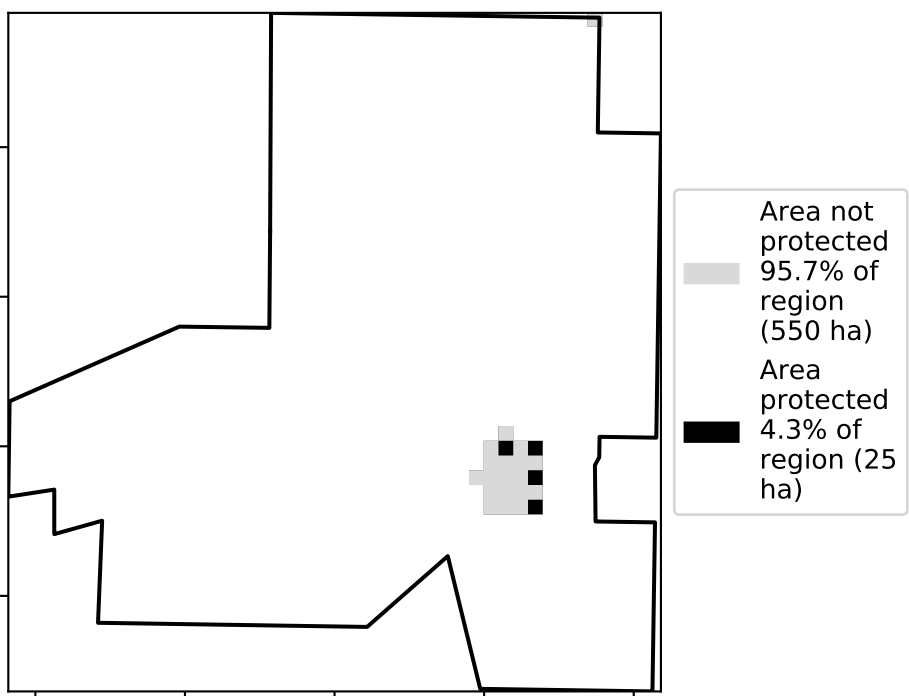 Area not
protected
95.7% of
region
(550 ha)
Area
protected
4.3% of
region (25
ha)